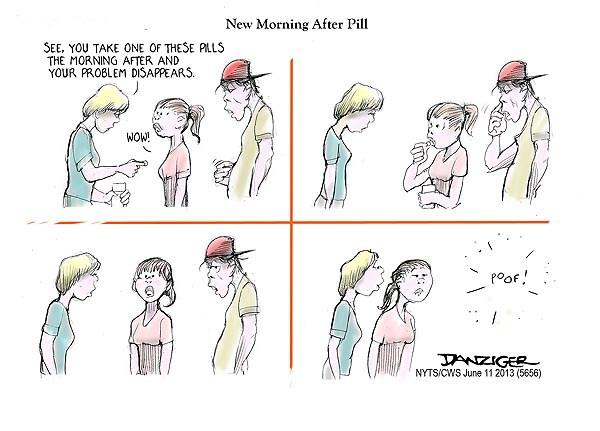 New Morning After Pill
SEE, YOU TAKE ONE OF THESE PILLS
THE MORNING AFTER AND
YOUR PROBLEM DISAPPEARS.
WOW!
POOF!
DANZIGER
NYTS/CWS June 11 2013 (5656)